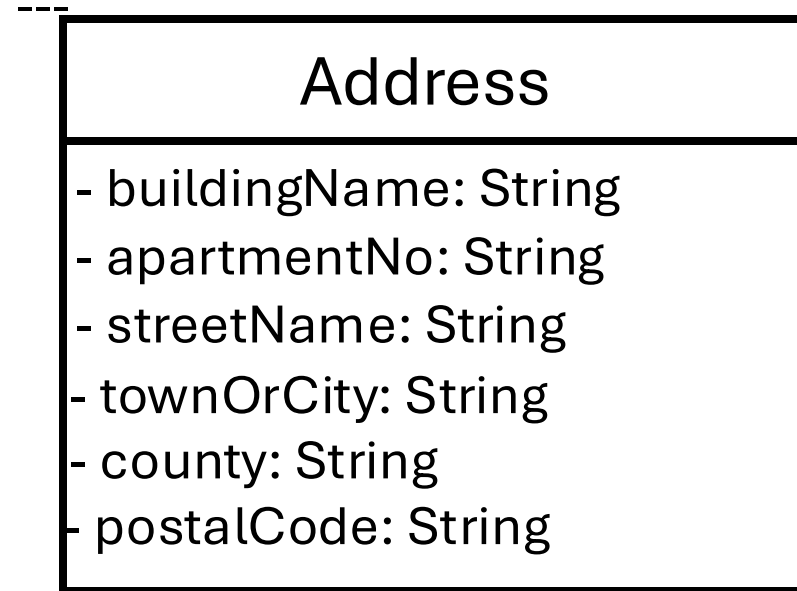 Address
- buildingName: String
- apartmentNo: String
- streetName: String
- townOrCity: String
- county: String
- postalCode: String